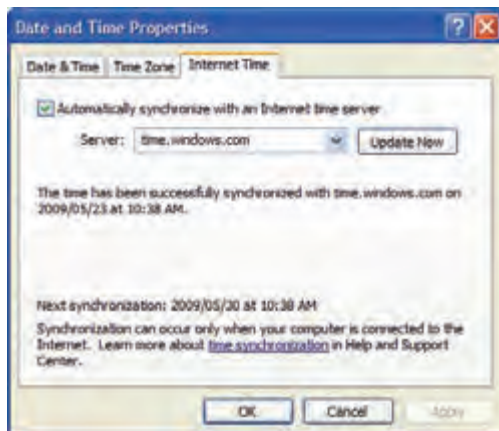 Date and Time Properties
Date & Time Time Zone Internet Time
Automatically synchronize with an Internet time server
Server: time.windows.com Update Now
The time has been successfully synchronized with time.windows.com on
2009/05/23 at 10:38 AM.
Next synchronization: 2009/05/30 at 10:38 AM
Synchronization can occur only when your computer is connected to the
Internet. Learn more about time synchronization in Help and Support
Center.
OK Cancel Apply